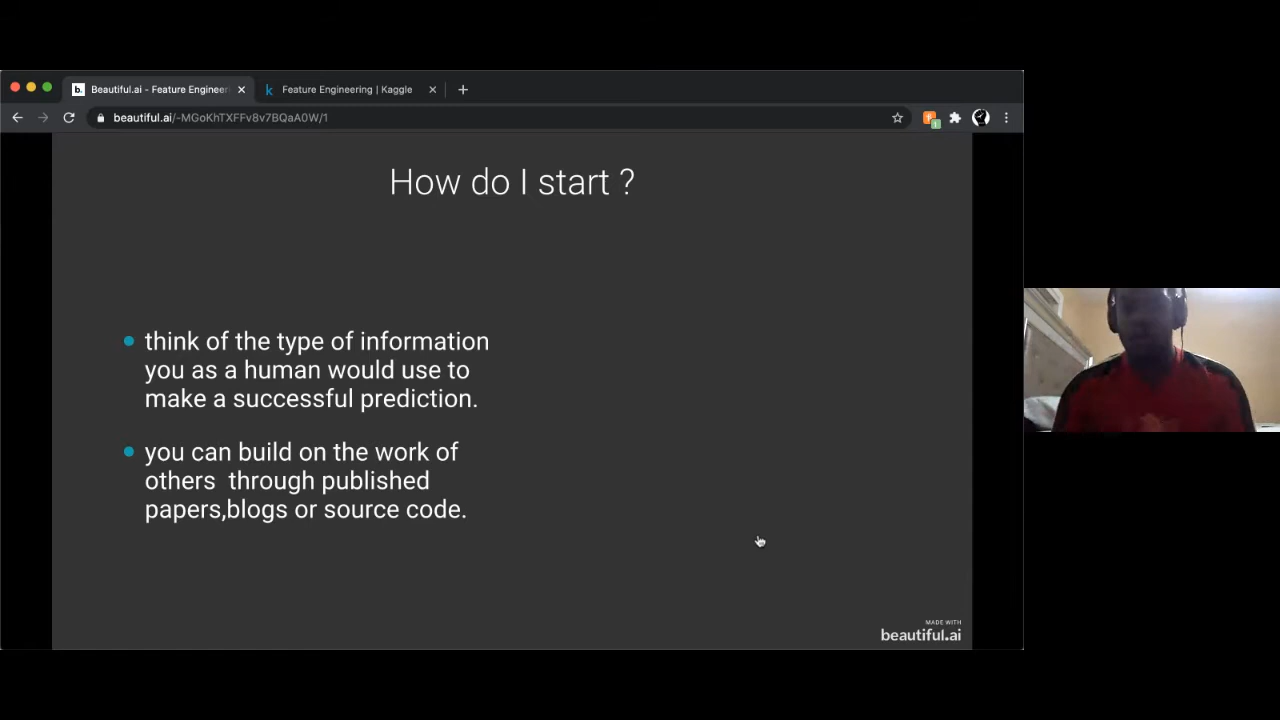 Beautiful.ai - Feature Engineer
Feature Engineering | Kaggle
beautiful.ai/-MGoKhTXFFv8v7BQaA0W/1
How do I start ?
think of the type of information
you as a human would use to
make a successful prediction.
you can build on the work of
others  through published
papers,blogs or source code.
MADE WITH
beautiful.ai